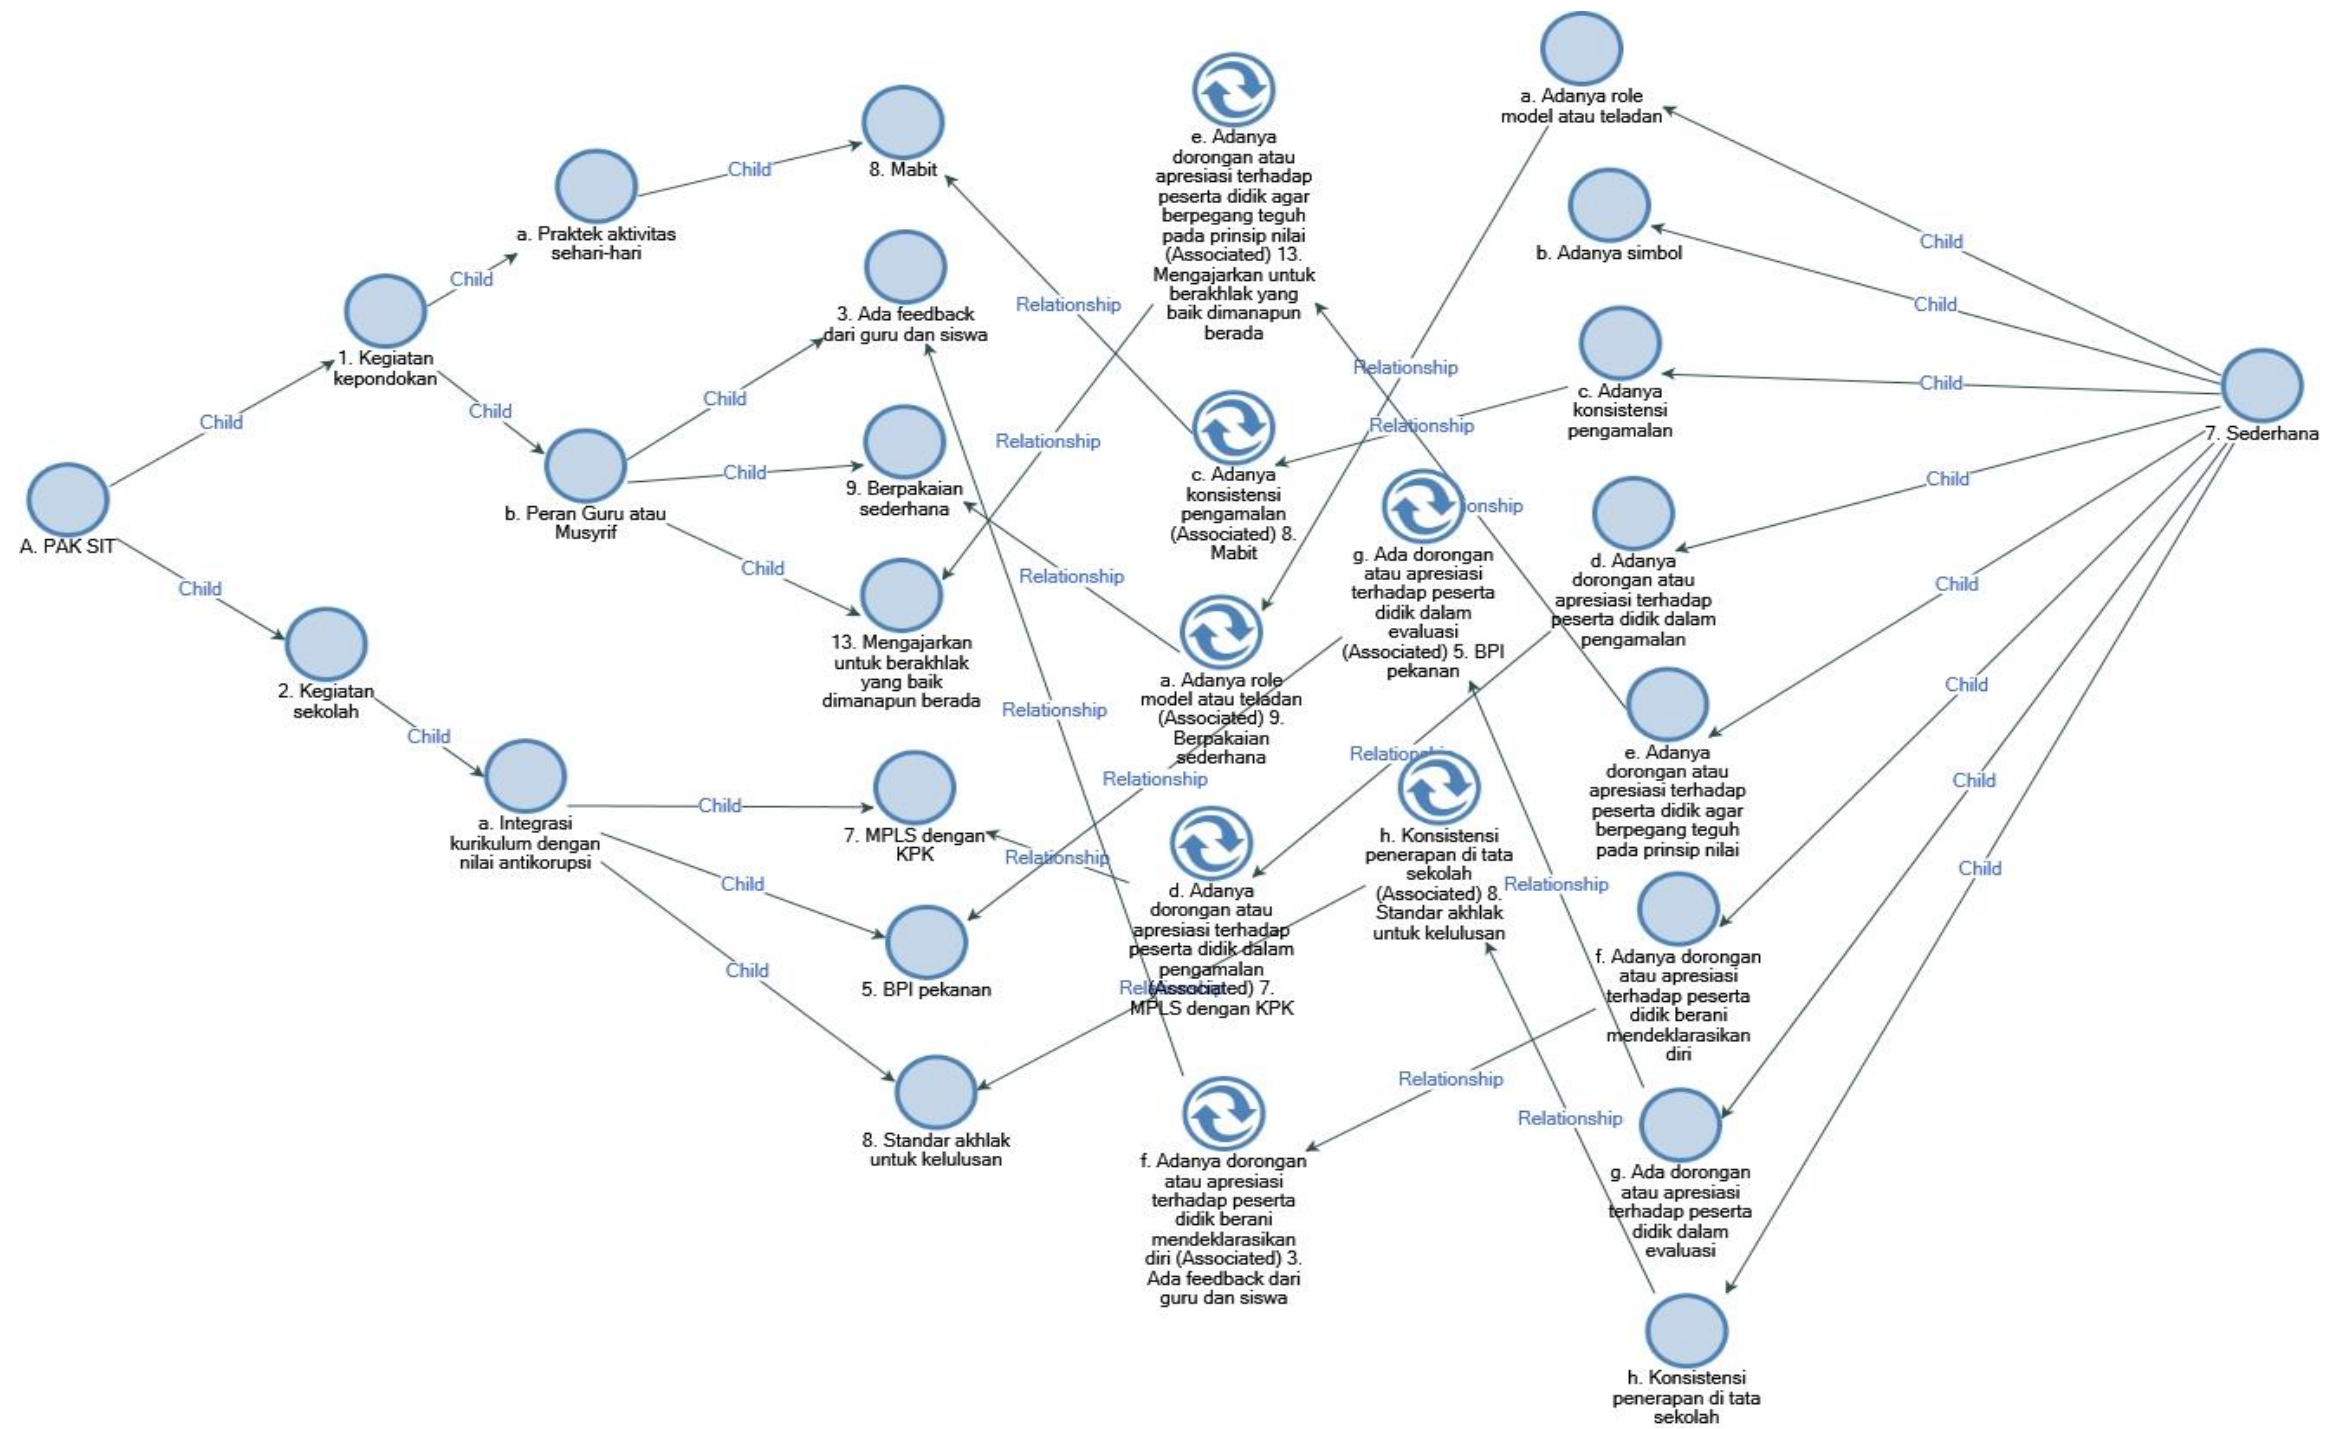 A. PAK SIT
Child
Child
1. Kegiatan
kepondokan
2. Kegiatan
sekolah
Child
Child
Child
a. Praktek aktivitas
sehari-hari
b. Peran Guru atau
Musyrif
a. Integrasi
kurikulum dengan
nilai antikorupsi
Child
Child
Child
Child
Child
Child
Child
8. Mabit
3. Ada feedback
dari guru dan siswa
9. Berpakaian
sederhana
13. Mengajarkan
untuk berakhlak
yang baik
dimanapun berada
7. MPLS dengan
KPK
5. BPI pekanan
8. Standar akhlak
untuk kelulusan
Relationship
Relationship
Relationship
Relationship
Relationship
Relationship
Relationship
e. Adanya
dorongan atau
apresiasi terhadap
peserta didik agar
berpegang teguh
pada prinsip nilai
(Associated) 13.
Mengajarkan untuk
berakhlak yang
baik dimanapun
berada
c. Adanya
konsistensi
pengamalan
(Associated) 8.
Mabit
a. Adanya role
model atau teladan
(Associated) 9.
Berpakaian
sederhana
d. Adanya
dorongan atau
apresiasi terhadap
peserta didik dalam
pengamalan
(Associated) 7.
MPLS dengan KPK
f. Adanya dorongan
atau apresiasi
terhadap peserta
didik berani
mendeklarasikan
diri (Associated) 3.
Ada feedback dari
guru dan siswa
g. Ada dorongan
atau apresiasi
terhadap peserta
didik dalam
evaluasi
(Associated) 5. BPI
pekanan
h. Konsistensi
penerapan di tata
sekolah
(Associated) 8.
Standar akhlak
untuk kelulusan
Relationship
Relationship
Relationship
Relationship
Relationship
a. Adanya role
model atau teladan
b. Adanya simbol
c. Adanya
konsistensi
pengamalan
d. Adanya
dorongan atau
apresiasi terhadap
peserta didik dalam
pengamalan
e. Adanya
dorongan atau
apresiasi terhadap
peserta didik agar
berpegang teguh
pada prinsip nilai
f. Adanya dorongan
atau apresiasi
terhadap peserta
didik berani
mendeklarasikan
diri
g. Ada dorongan
atau apresiasi
terhadap peserta
didik dalam
evaluasi
h. Konsistensi
penerapan di tata
sekolah
Child
Child
Child
Child
Child
Child
Child
Child
7. Sederhana